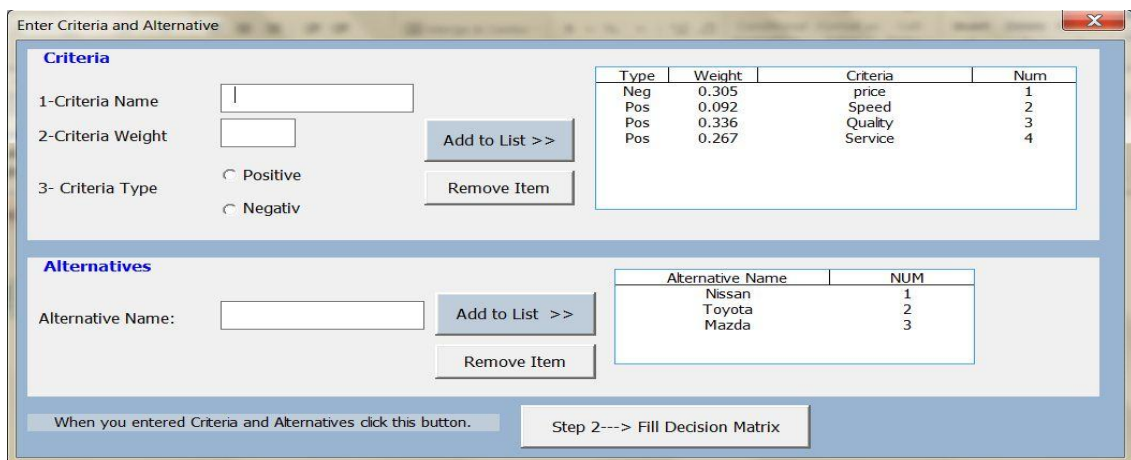 Enter Criteria and Alternative
Criteria
1-Criteria Name
2-Criteria Weight
3- Criteria Type
Positive
Negativ
Add to List >>
Remove Item
Type Weight Criteria Num
Neg 0.305 price 1
Pos 0.092 Speed 2
Pos 0.336 Quality 3
Pos 0.267 Service 4
Alternatives
Alternative Name:
Add to List >>
Remove Item
Alternative Name NUM
Nissan 1
Toyota 2
Mazda 3
When you entered Criteria and Alternatives click this button.
Step 2---> Fill Decision Matrix